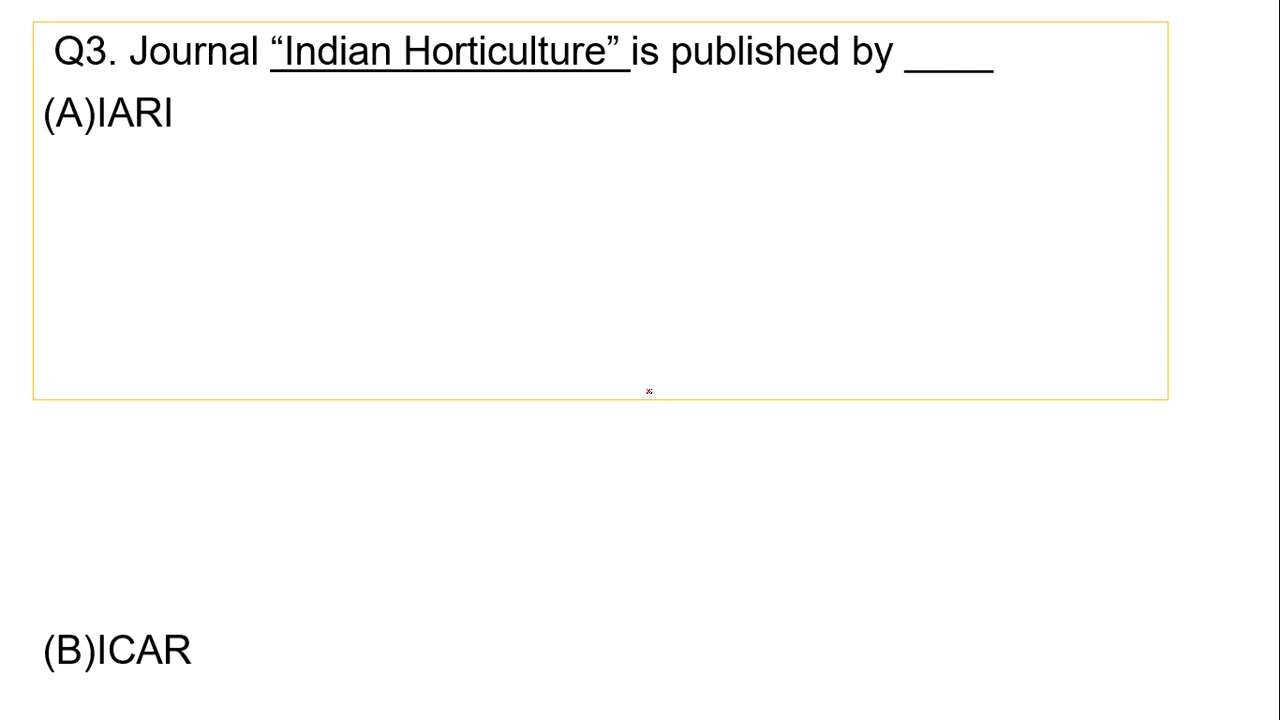 Q3. Journal “Indian Horticulture” is published by _____
(A)IARI
(B)ICAR